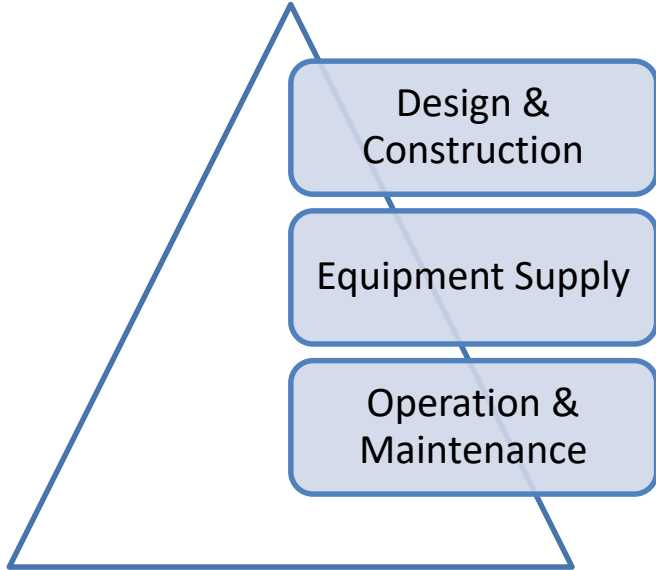 Design &
Construction
Equipment Supply
Operation &
Maintenance